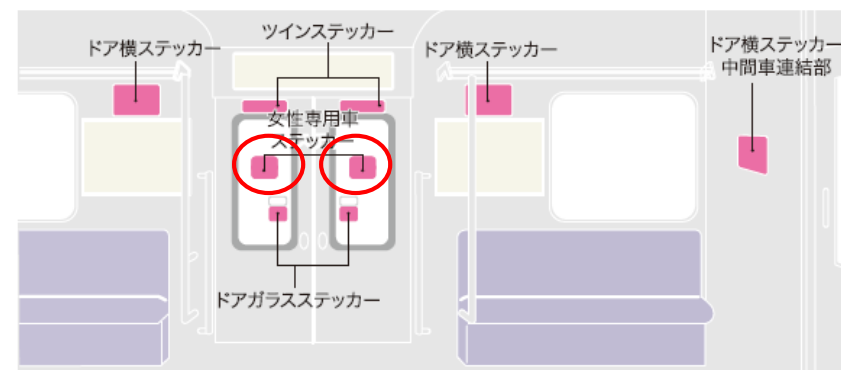 ツインステッカー
ドア横ステッカー
ドア横ステッカー
ドア横ステッカー
中間車連結部
女性専用車
ステッカー
ドアガラスステッカー